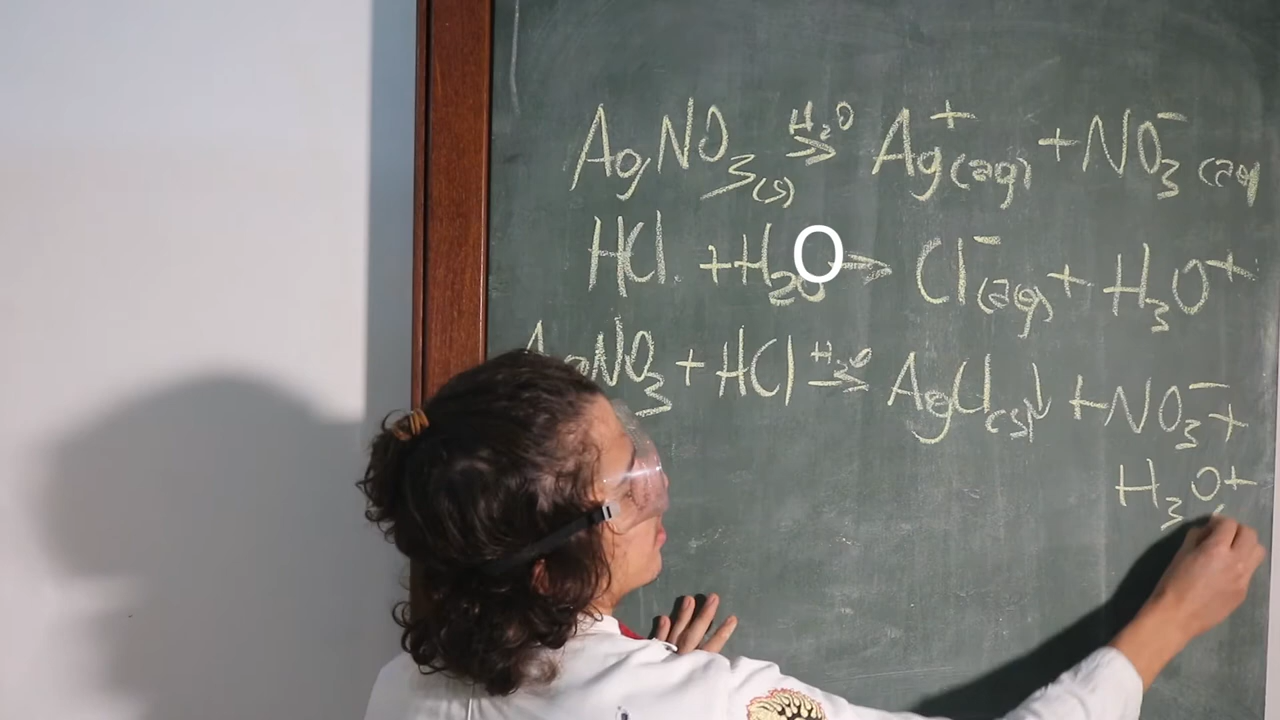 AgNO₃(s) H₂O ⇒ Ag⁺(aq) + NO₃⁻(aq)
HCl + H₂O O → Cl⁻(aq) + H₃O⁺
AgNO₃ + HCl H₂O ⇒ AgCl(s)↓ + NO₃⁻ +
H₃O⁺